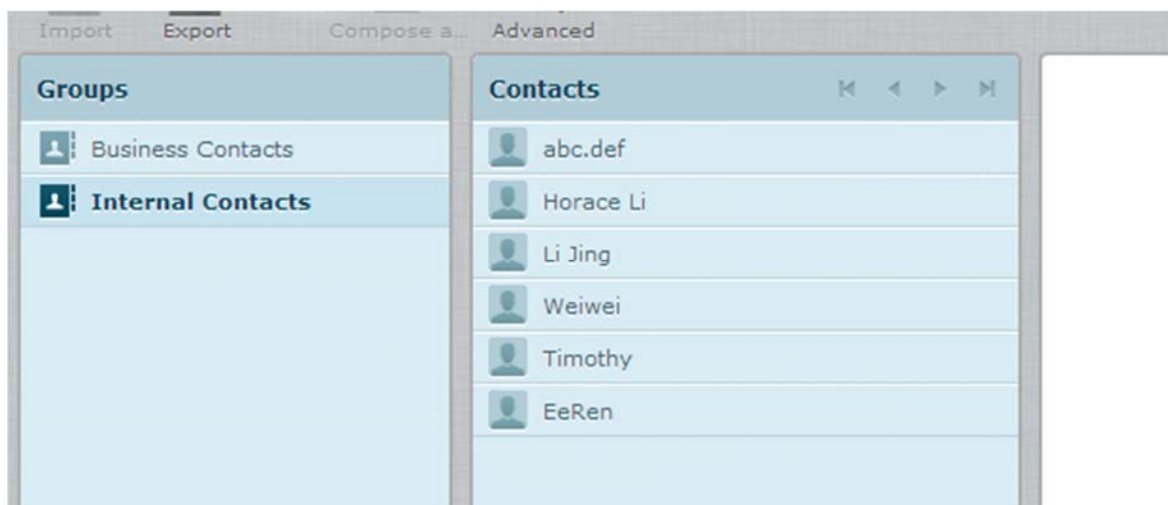 Import Export Compose a... Advanced
Groups
Business Contacts
Internal Contacts
Contacts
abc.def
Horace Li
Li Jing
Weiwei
Timothy
EeRen